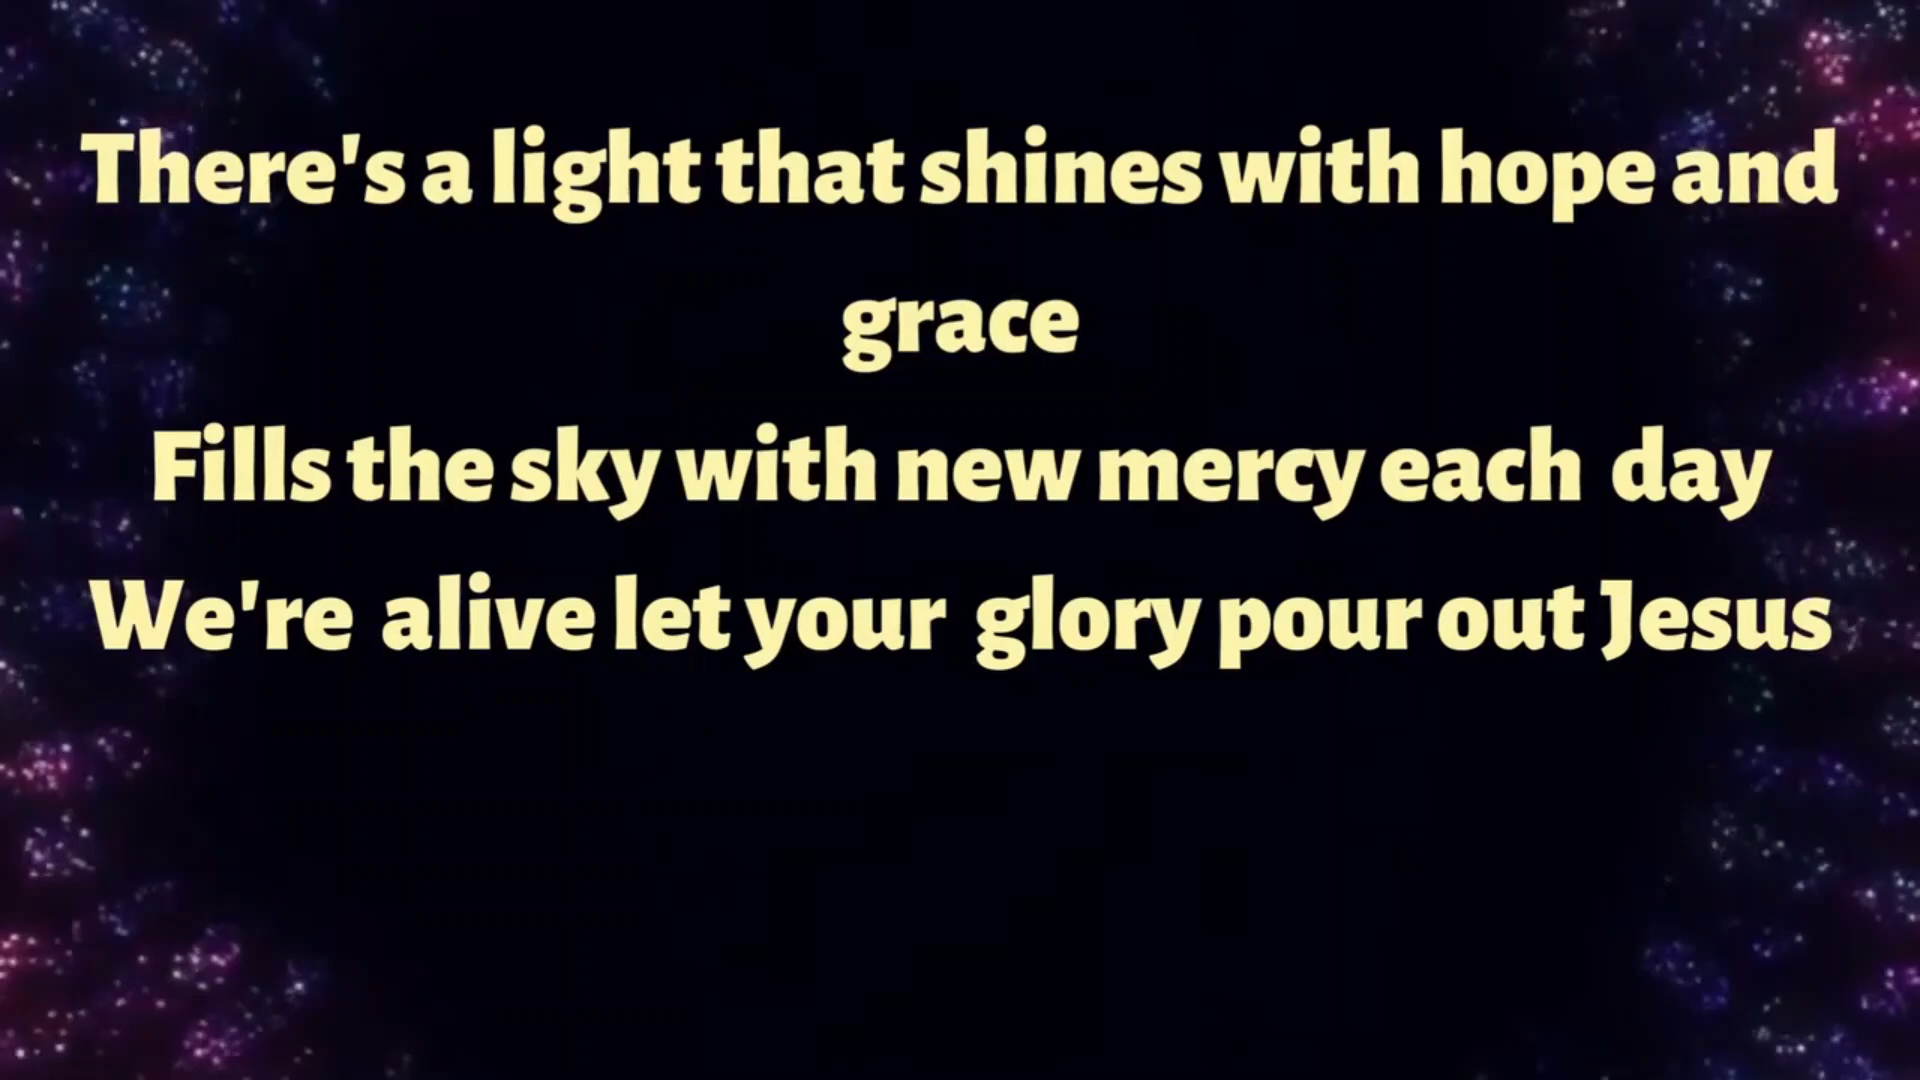 There's a light that shines with hope and
grace
Fills the sky with new mercy each day
We're alive let your glory pour out Jesus